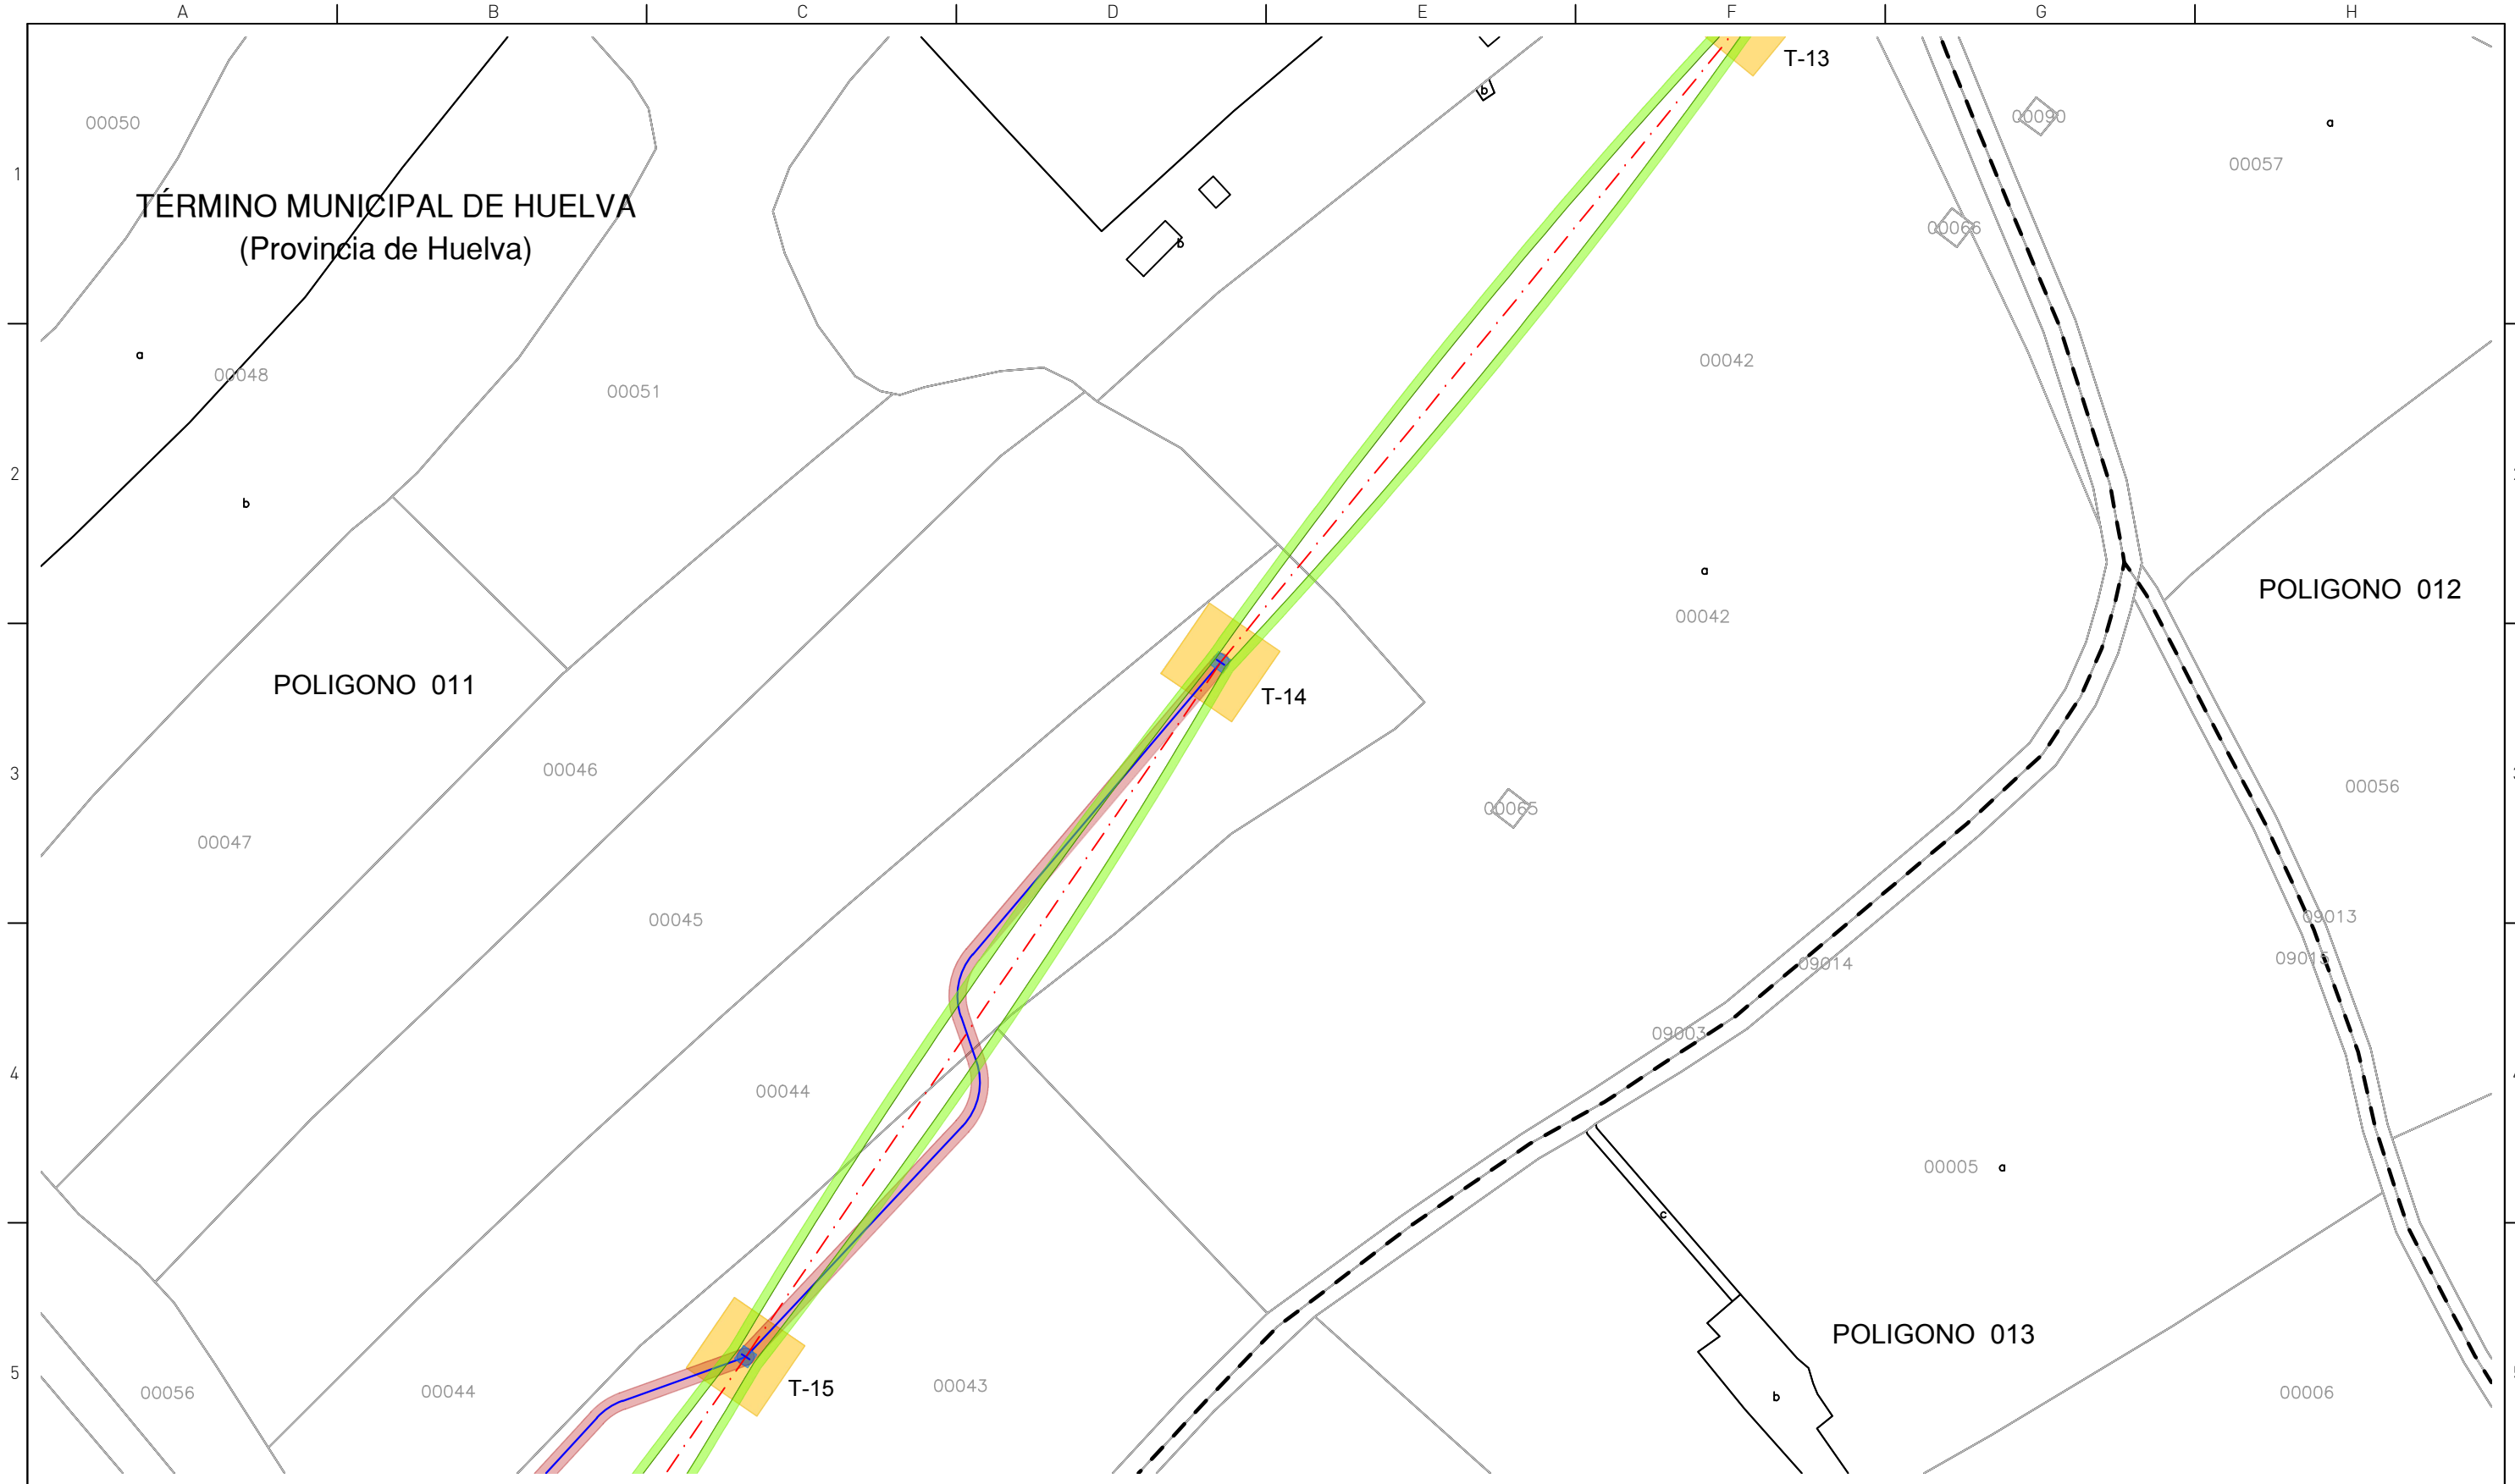 A B C D E F G H
T-13
00050
00090
a
1
b
00057
TÉRMINO MUNICIPAL DE HUELVA
00066
(Provincia de Huelva)
b
a
00048
00042
00051
2
b
a
POLIGONO 012
00042
POLIGONO 011
T-14
00046
3
00056
00065
00047
00045
09013
09015
09014
09003
4
00044
00005
a
c
POLIGONO 013
5
00056
00044
T-15
00043
b
00006